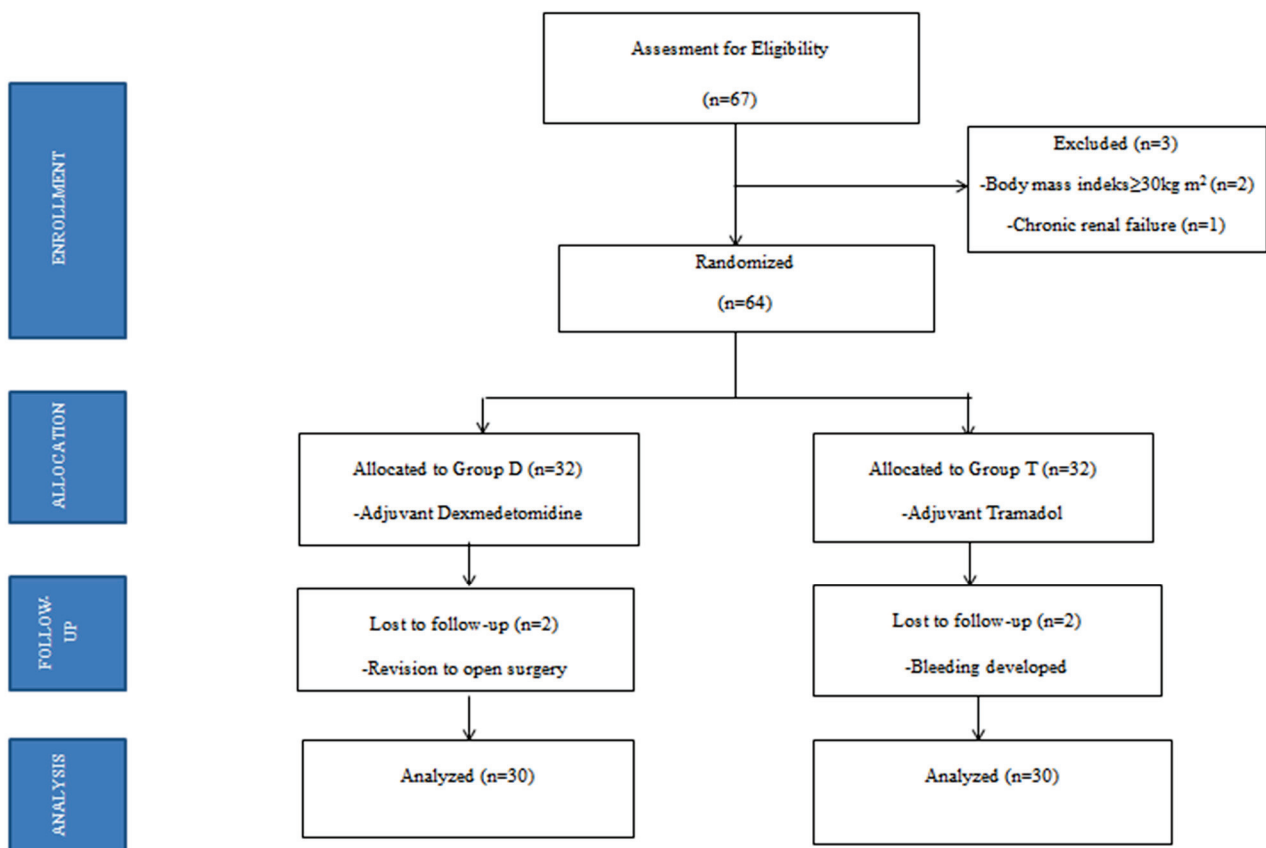 Assesment for Eligibility
(n=67)
ENROLLMENT
Excluded (n=3)
-Body mass indeks≥30kg m² (n=2)
-Chronic renal failure (n=1)
Randomized
(n=64)
ALLOCATION
Allocated to Group D (n=32)
-Adjuvant Dexmedetomidine
Allocated to Group T (n=32)
-Adjuvant Tramadol
FOLLOW-
UP
Lost to follow-up (n=2)
-Revision to open surgery
Lost to follow-up (n=2)
-Bleeding developed
ANALYSIS
Analyzed (n=30)
Analyzed (n=30)